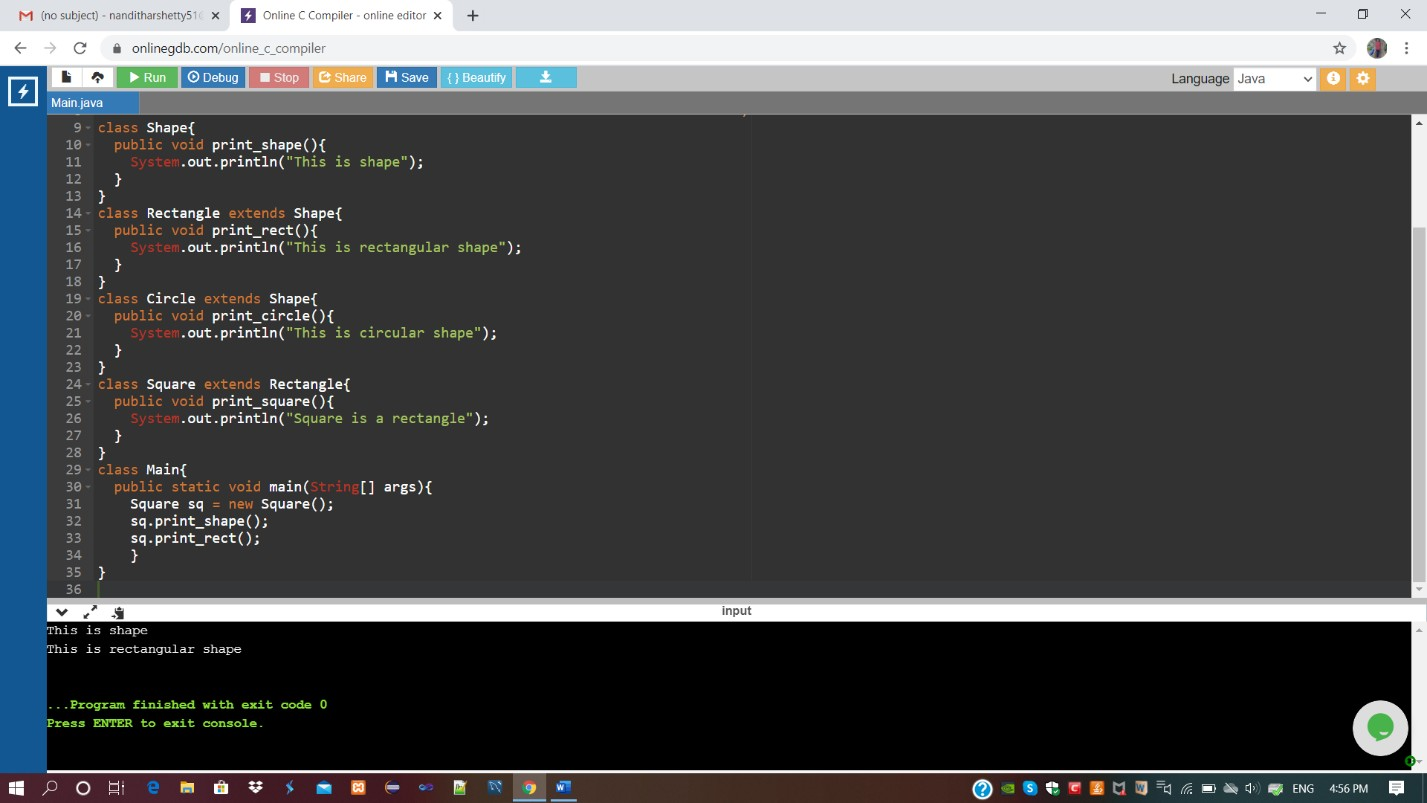 (no subject) - nanditharshetty51
Online C Compiler - online editor
onlinegdb.com/online_c_compiler
Run Debug Stop Share Save { } Beautify Language Java
Main.java
9 class Shape{
10 public void print_shape(){
11 System.out.println("This is shape");
12 }
13 }
14 class Rectangle extends Shape{
15 public void print_rect(){
16 System.out.println("This is rectangular shape");
17 }
18 }
19 class Circle extends Shape{
20 public void print_circle(){
21 System.out.println("This is circular shape");
22 }
23 }
24 class Square extends Rectangle{
25 public void print_square(){
26 System.out.println("Square is a rectangle");
27 }
28 }
29 class Main{
30 public static void main(String[] args){
31 Square sq = new Square();
32 sq.print_shape();
33 sq.print_rect();
34 }
35 }
36
input
This is shape
This is rectangular shape
...Program finished with exit code 0
Press ENTER to exit console.
ENG 4:56 PM